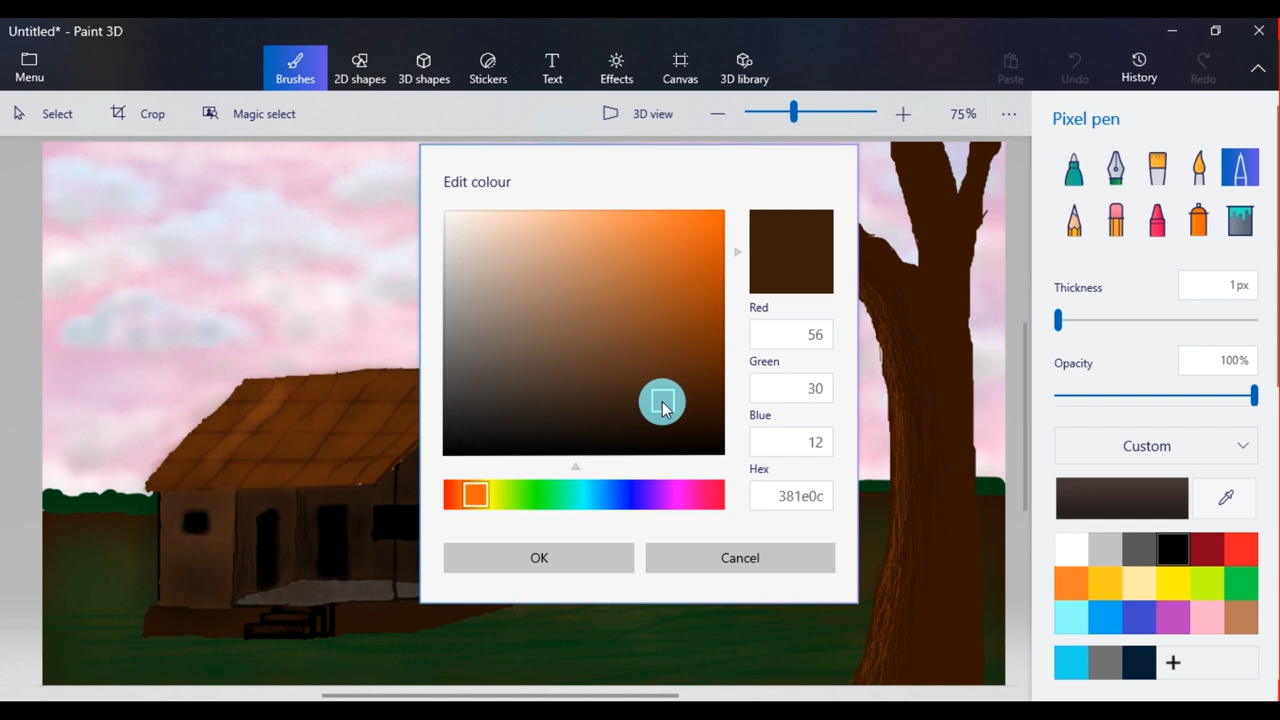 Untitled* - Paint 3D
Menu
Brushes
2D shapes
3D shapes
Stickers
Text
Effects
Canvas
3D library
Paste
Undo
History
Redo
Select
Crop
Magic select
3D view
75%
Pixel pen
Thickness
1px
Opacity
100%
Custom
Edit colour
Red
56
Green
30
Blue
12
Hex
381e0c
OK
Cancel